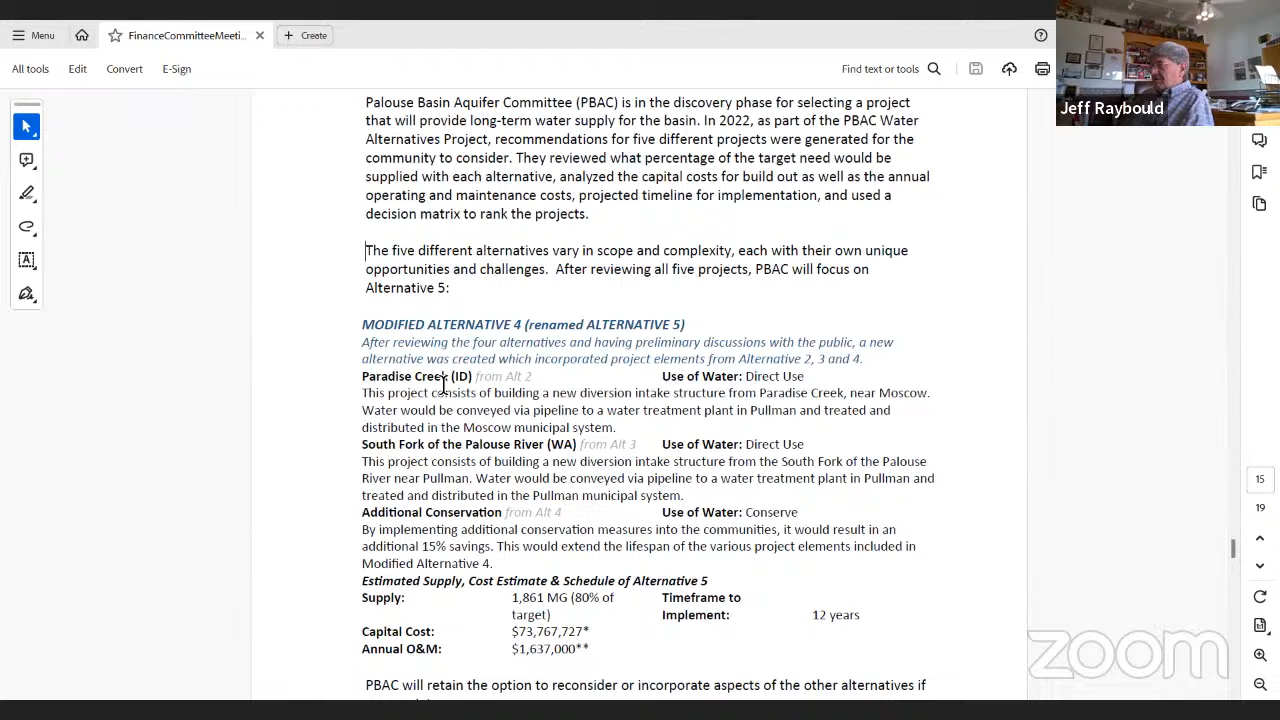 Menu
FinanceCommitteeMeeti...
Create
All tools
Edit
Convert
E-Sign
Find text or tools
Jeff Raybould
Palouse Basin Aquifer Committee (PBAC) is in the discovery phase for selecting a project
that will provide long-term water supply for the basin. In 2022, as part of the PBAC Water
Alternatives Project, recommendations for five different projects were generated for the
community to consider. They reviewed what percentage of the target need would be
supplied with each alternative, analyzed the capital costs for build out as well as the annual
operating and maintenance costs, projected timeline for implementation, and used a
decision matrix to rank the projects.
The five different alternatives vary in scope and complexity, each with their own unique
opportunities and challenges. After reviewing all five projects, PBAC will focus on
Alternative 5:
MODIFIED ALTERNATIVE 4 (renamed ALTERNATIVE 5)
After reviewing the four alternatives and having preliminary discussions with the public, a new
alternative was created which incorporated project elements from Alternative 2, 3 and 4.
Paradise Creek (ID) from Alt 2 Use of Water: Direct Use
This project consists of building a new diversion intake structure from Paradise Creek, near Moscow.
Water would be conveyed via pipeline to a water treatment plant in Pullman and treated and
distributed in the Moscow municipal system.
South Fork of the Palouse River (WA) from Alt 3 Use of Water: Direct Use
This project consists of building a new diversion intake structure from the South Fork of the Palouse
River near Pullman. Water would be conveyed via pipeline to a water treatment plant in Pullman and
treated and distributed in the Pullman municipal system.
Additional Conservation from Alt 4 Use of Water: Conserve
By implementing additional conservation measures into the communities, it would result in an
additional 15% savings. This would extend the lifespan of the various project elements included in
Modified Alternative 4.
Estimated Supply, Cost Estimate & Schedule of Alternative 5
Supply: 1,861 MG (80% of Timeframe to
target) Implement: 12 years
Capital Cost: $73,767,727*
Annual O&M: $1,637,000**
PBAC will retain the option to reconsider or incorporate aspects of the other alternatives if
15
19
zoom